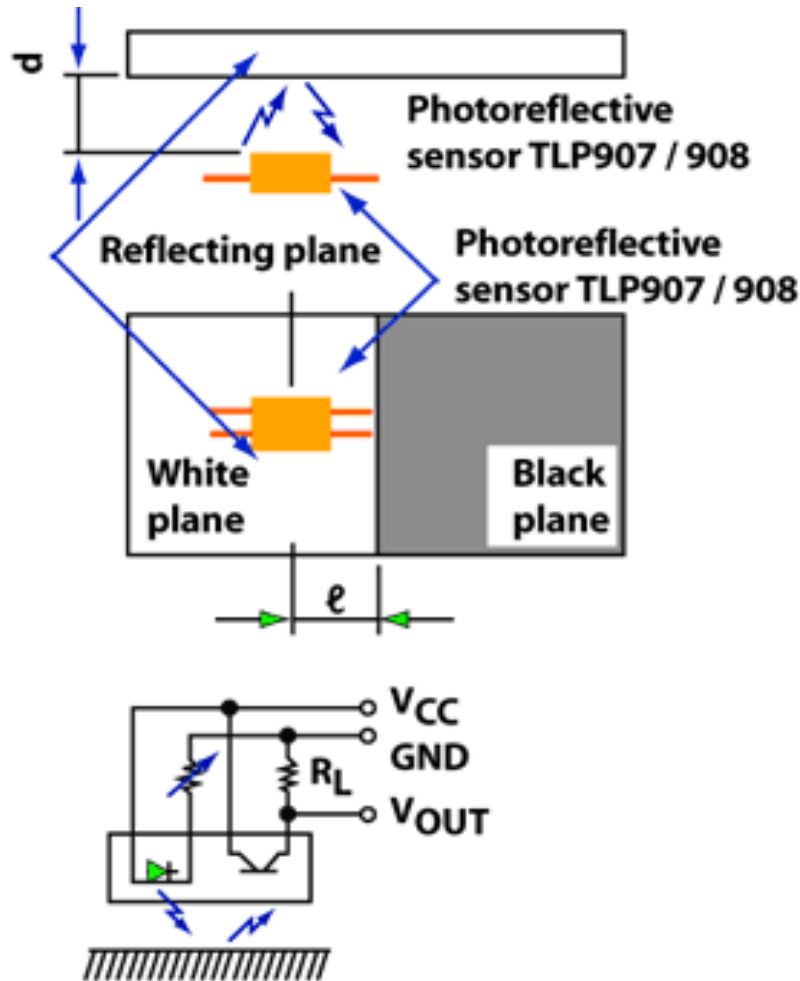 d
Photoreflective
sensor TLP907 / 908
Reflecting plane
Photoreflective
sensor TLP907 / 908
White
plane
Black
plane
ℓ
VCC
GND
RL
VOUT